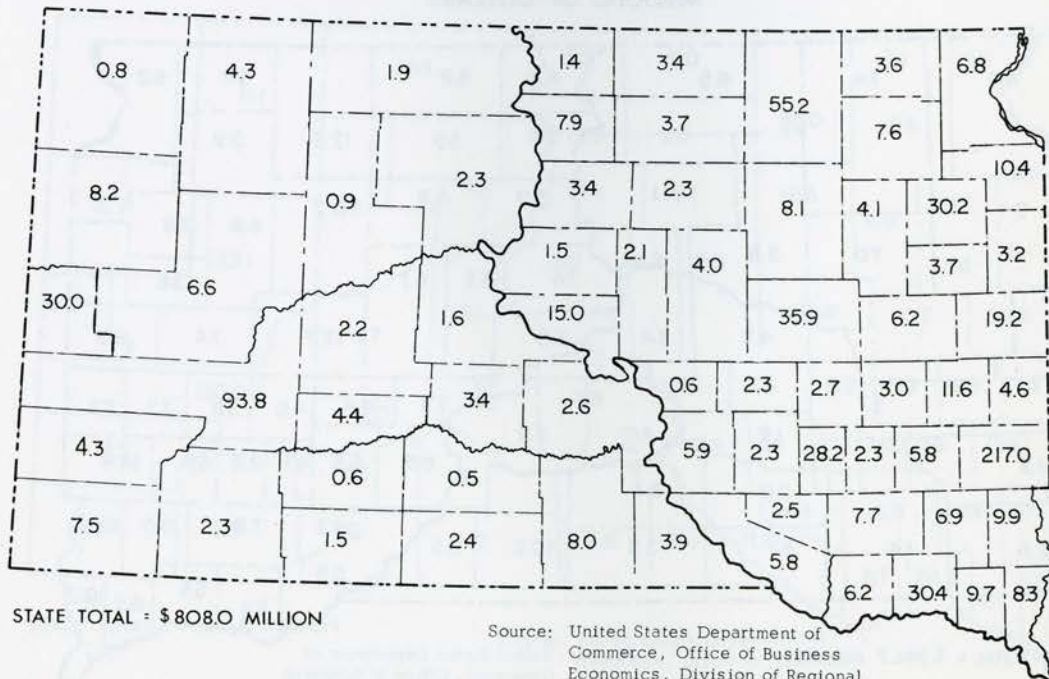 0.8 4.3 1.9 1.4 3.4 55.2 3.6 6.8
7.9 3.7 7.6
8.2 0.9 2.3 3.4 2.3 8.1 4.1 30.2 10.4
1.5 2.1 4.0 3.7 3.2
30.0 6.6 2.2 1.6 15.0 35.9 6.2 19.2
93.8 4.4 3.4 2.6 0.6 2.3 2.7 3.0 11.6 4.6
4.3 0.6 0.5 5.9 2.3 28.2 2.3 5.8 217.0
7.5 2.3 1.5 2.4 8.0 3.9 2.5 7.7 6.9 9.9
5.8 6.2 30.4 9.7 8.3
STATE TOTAL = $808.0 MILLION
Source: United States Department of
Commerce, Office of Business
Economics, Division of Regional